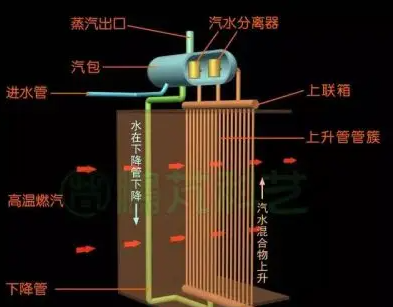 蒸汽出口
汽水分离器
汽包
进水管
上联箱
水在下降管下降
上升管管簇
高温燃汽
汽水混合物上升
下降管